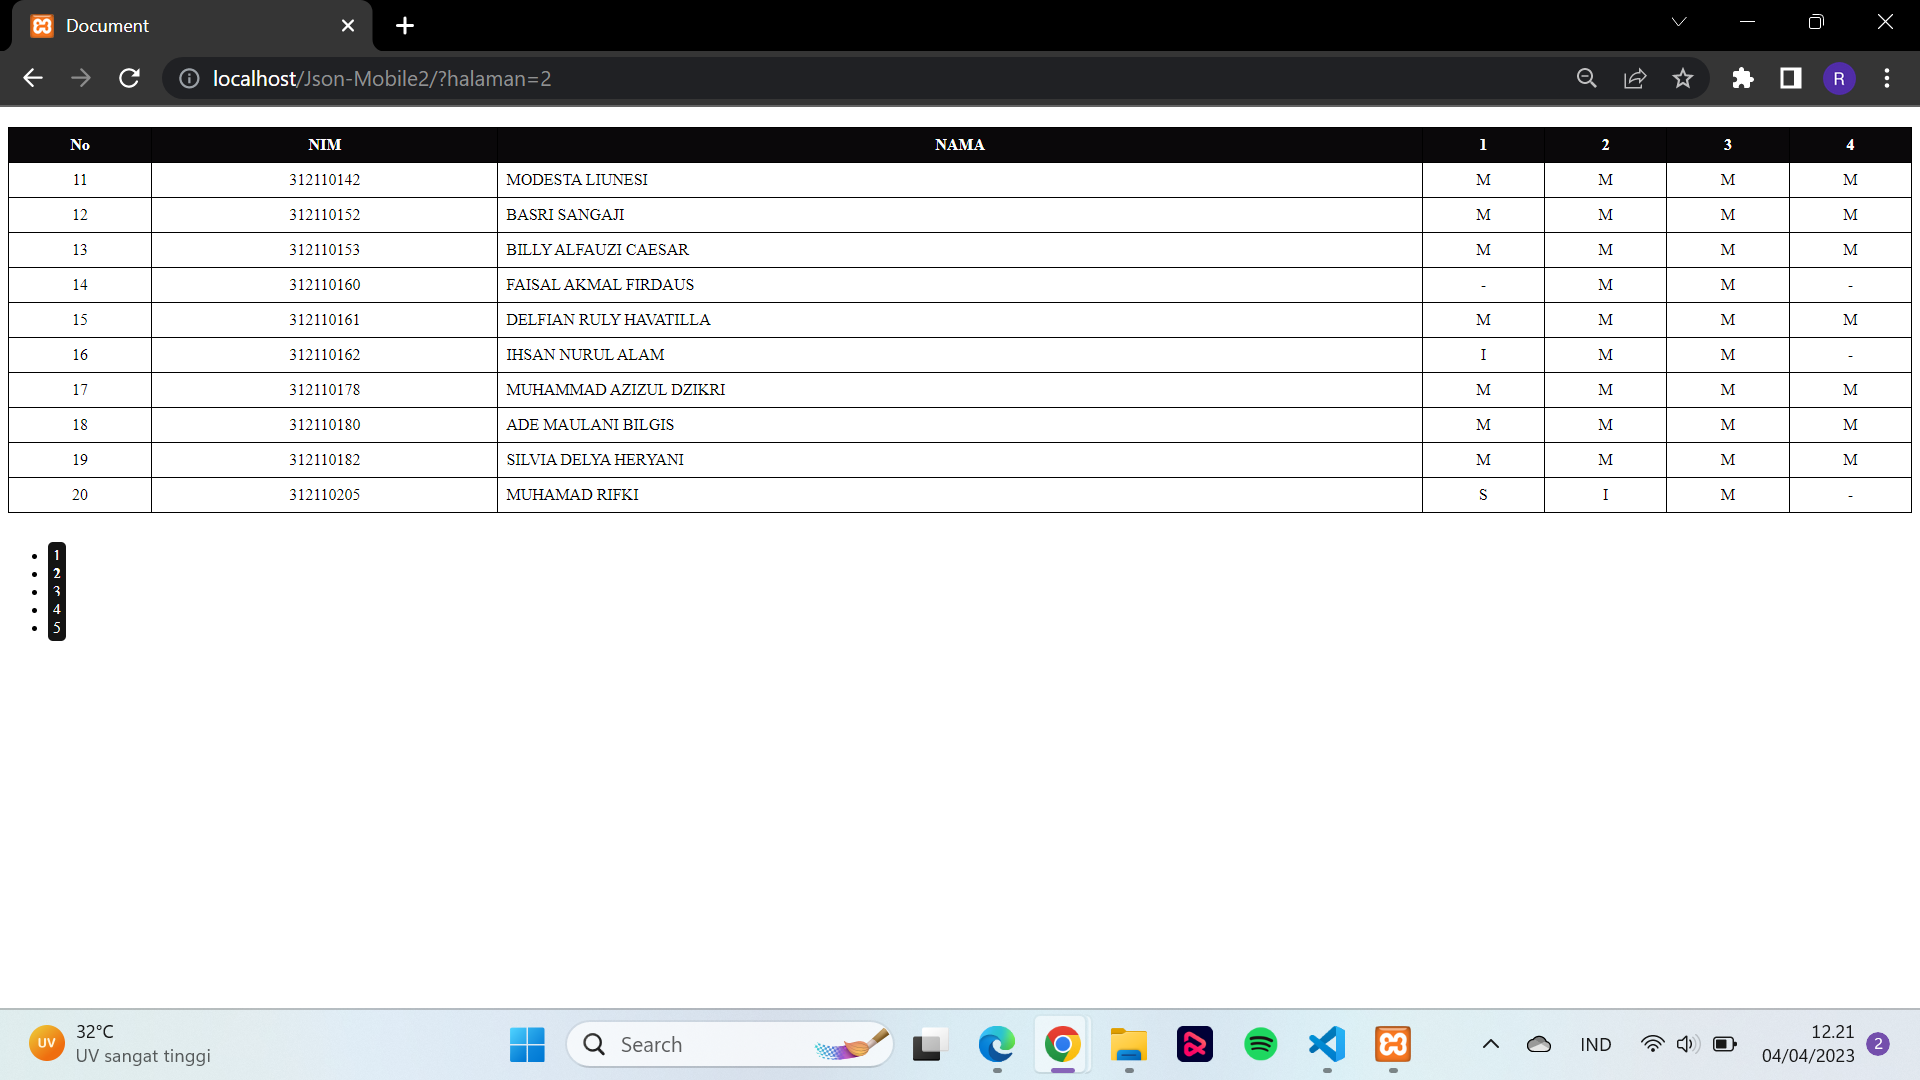 Document
localhost/Json-Mobile2/?halaman=2
R
No NIM NAMA 1 2 3 4
11 312110142 MODESTA LIUNESI M M M M
12 312110152 BASRI SANGAJI M M M M
13 312110153 BILLY ALFAUZI CAESAR M M M M
14 312110160 FAISAL AKMAL FIRDAUS - M M -
15 312110161 DELFIAN RULY HAVATILLA M M M M
16 312110162 IHSAN NURUL ALAM I M M -
17 312110178 MUHAMMAD AZIZUL DZIKRI M M M M
18 312110180 ADE MAULANI BILGIS M M M M
19 312110182 SILVIA DELYA HERYANI M M M M
20 312110205 MUHAMAD RIFKI S I M -
• 1
• 2
• 3
• 4
• 5
UV
32°C
UV sangat tinggi
Search
IND
12.21
04/04/2023
2